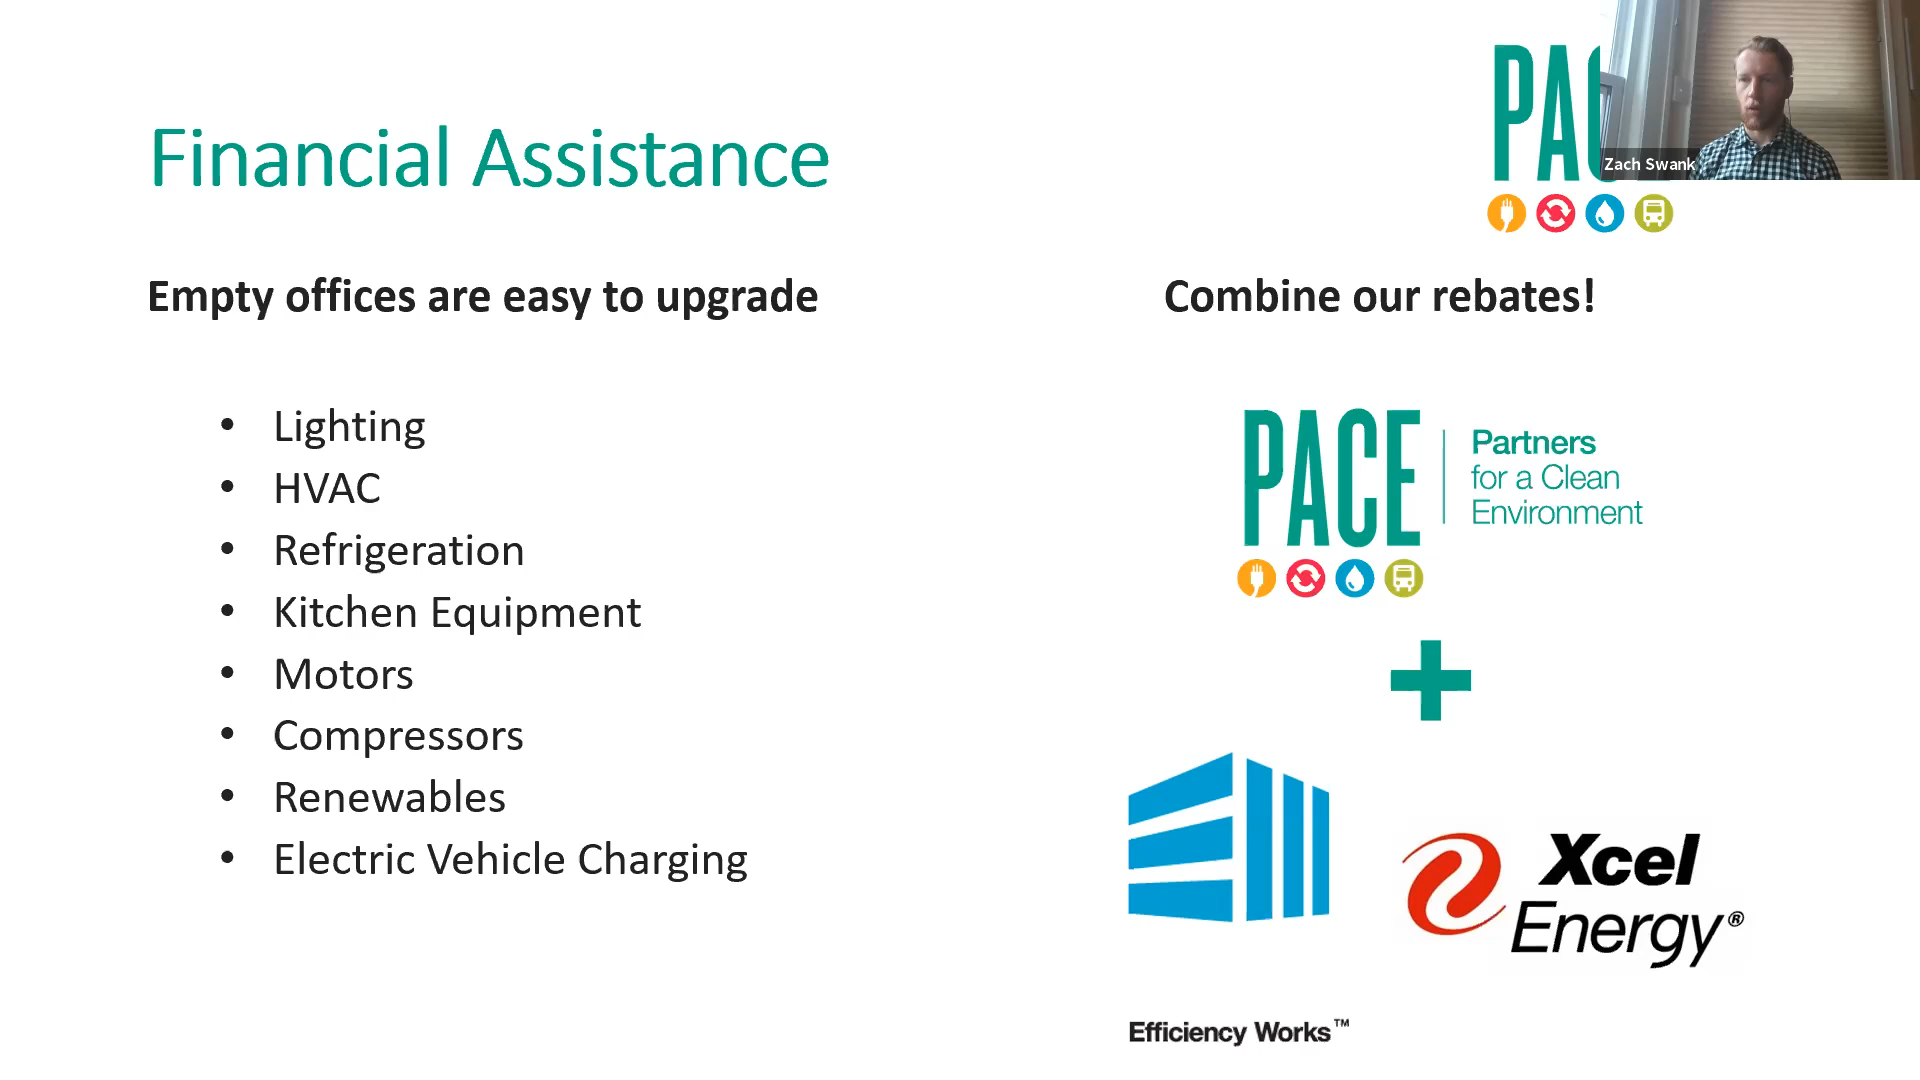 Financial Assistance
PAC
Zach Swank
Empty offices are easy to upgrade
• Lighting
• HVAC
• Refrigeration
• Kitchen Equipment
• Motors
• Compressors
• Renewables
• Electric Vehicle Charging
Combine our rebates!
PACE
Partners
for a Clean
Environment
Xcel
Energy®
Efficiency Works™